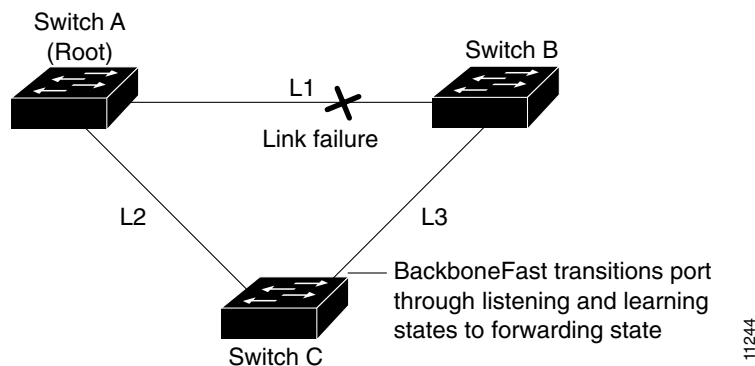 Switch A
(Root)
Switch B
L1
Link failure
L2
L3
BackboneFast transitions port
through listening and learning
states to forwarding state
Switch C
11244